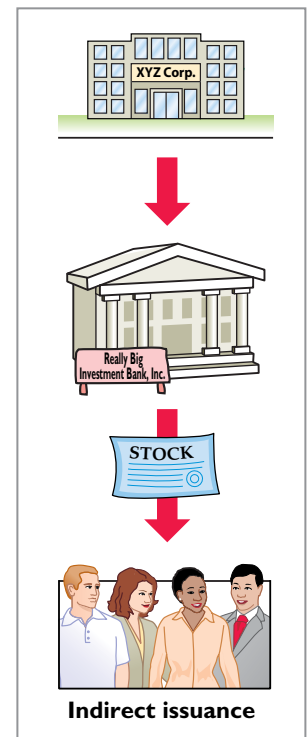 XYZ Corp.
Really Big
Investment Bank, Inc.
STOCK
Indirect issuance